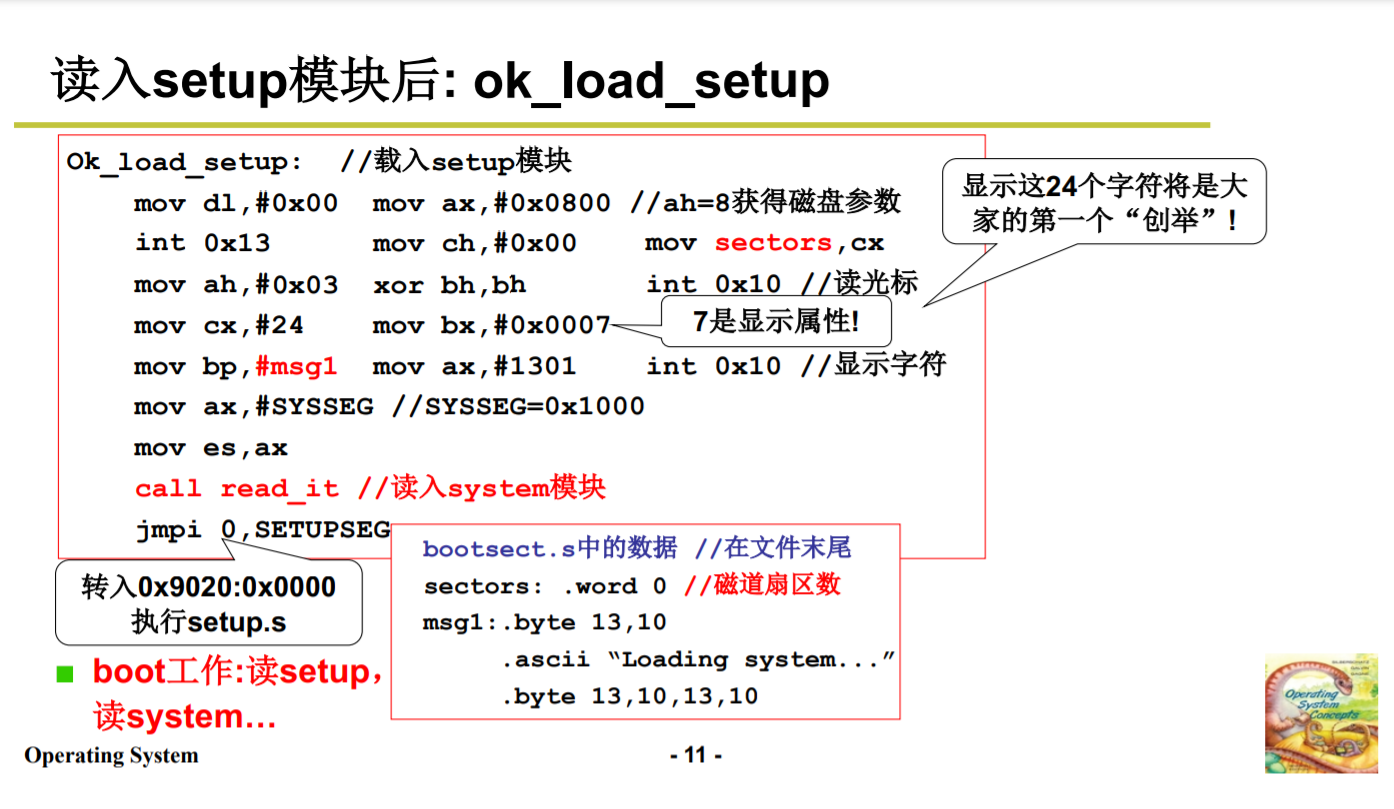 读入setup模块后: ok_load_setup
Ok_load_setup: //载入setup模块
mov dl,#0x00 mov ax,#0x0800 //ah=8获得磁盘参数
int 0x13 mov ch,#0x00 mov sectors,cx
mov ah,#0x03 xor bh,bh int 0x10 //读光标
mov cx,#24 mov bx,#0x0007
7是显示属性!
mov bp,#msg1 mov ax,#1301 int 0x10 //显示字符
mov ax,#SYSSEG //SYSSEG=0x1000
mov es,ax
call read_it //读入system模块
jmpi 0,SETUPSEG
显示这24个字符将是大
家的第一个“创举”!
转入0x9020:0x0000
执行setup.s
bootsect.s中的数据 //在文件末尾
sectors: .word 0 //磁道扇区数
msg1:.byte 13,10
.ascii “Loading system...”
.byte 13,10,13,10
boot工作:读setup,
读system…
Operating System
- 11 -
Operating
System
Concepts